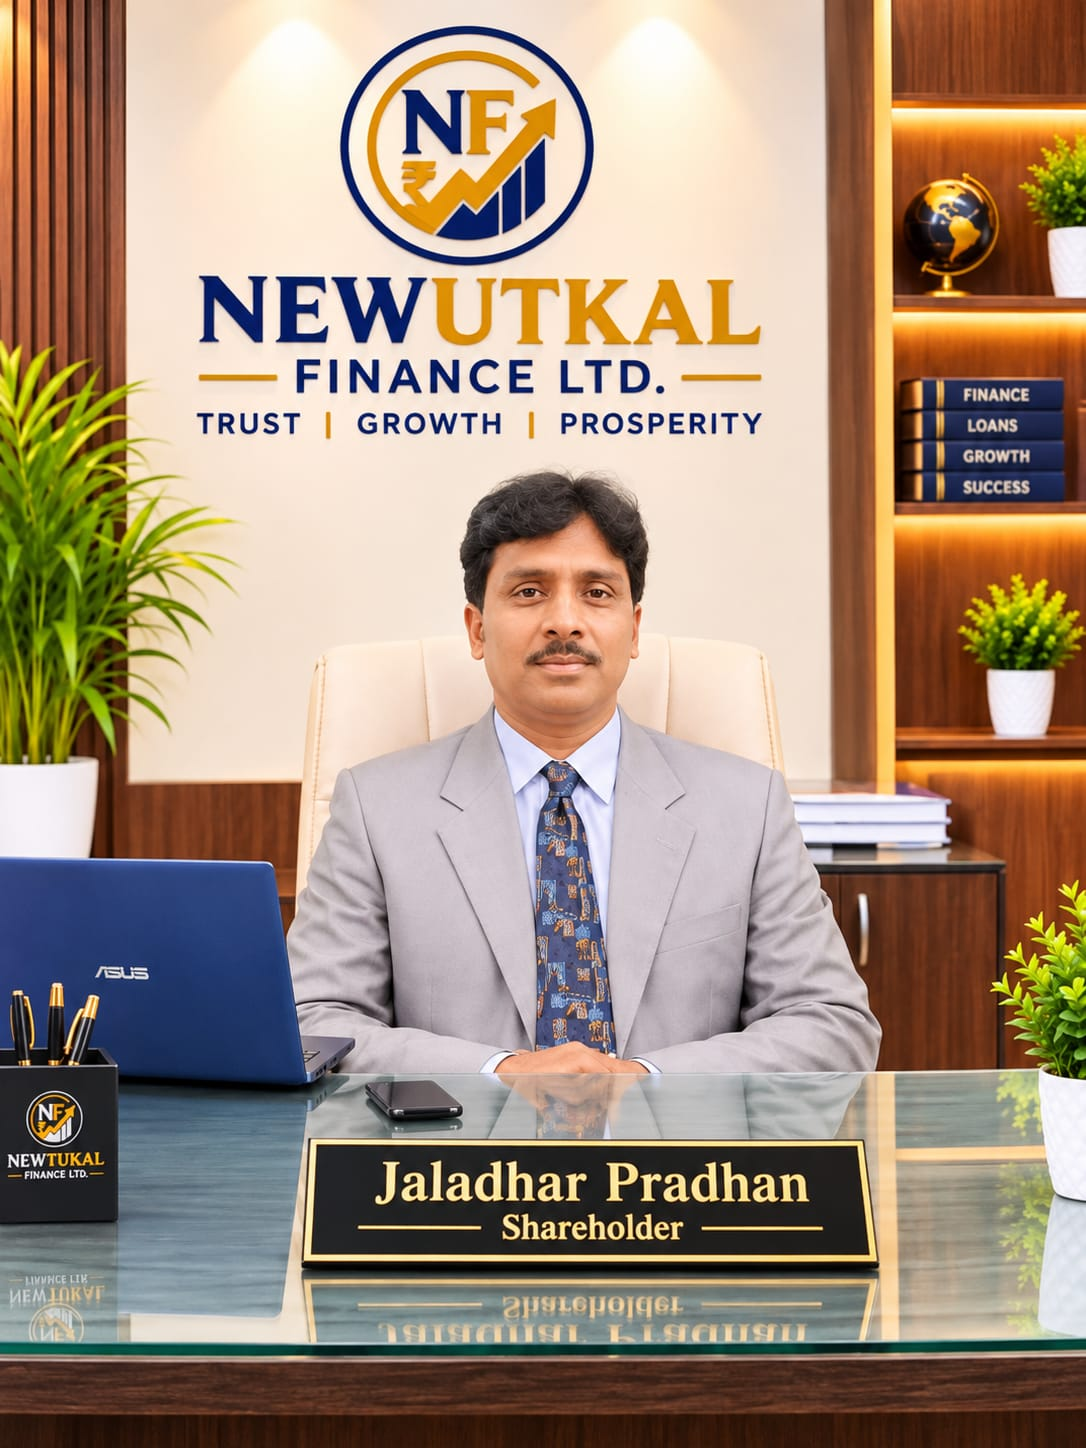 NF
₹
NEWUTKAL
FINANCE LTD.
TRUST | GROWTH | PROSPERITY
FINANCE
LOANS
GROWTH
SUCCESS
ASUS
NF
₹
NEWTUKAL
FINANCE LTD.
Jaladhar Pradhan
Shareholder